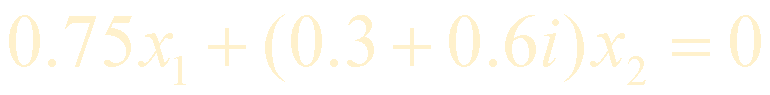 0.75x₁ + (0.3 + 0.6i)x₂ = 0